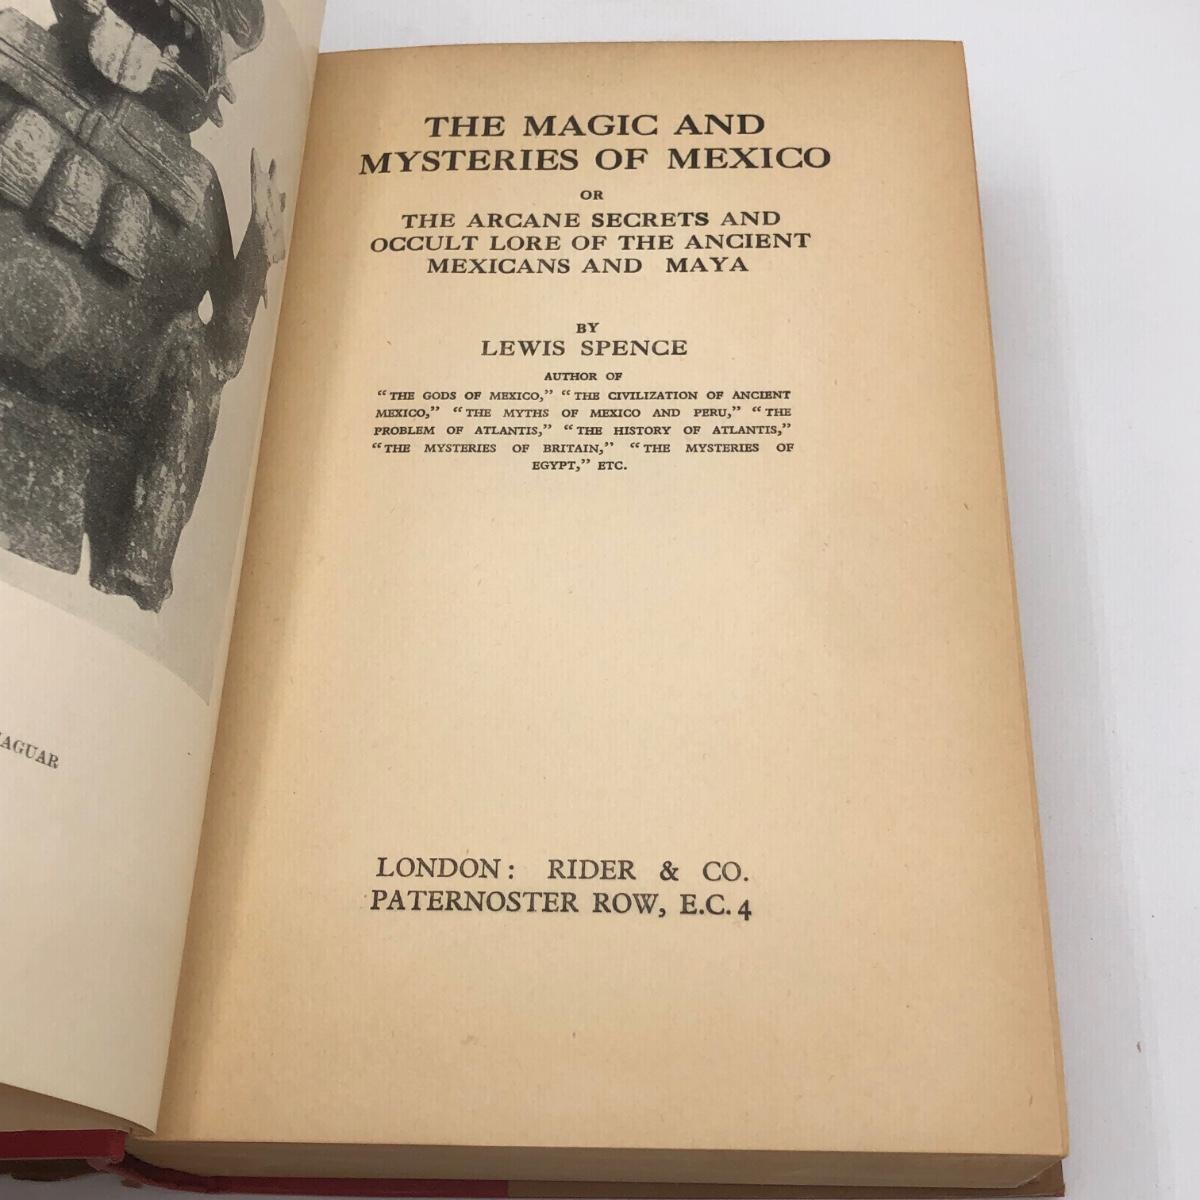 THE MAGIC AND
MYSTERIES OF MEXICO
OR
THE ARCANE SECRETS AND
OCCULT LORE OF THE ANCIENT
MEXICANS AND MAYA
BY
LEWIS SPENCE
AUTHOR OF
“THE GODS OF MEXICO,” “THE CIVILIZATION OF ANCIENT
MEXICO,” “THE MYTHS OF MEXICO AND PERU,” “THE
PROBLEM OF ATLANTIS,” “THE HISTORY OF ATLANTIS,”
“THE MYSTERIES OF BRITAIN,” “THE MYSTERIES OF
EGYPT,” ETC.
LONDON: RIDER & CO.
PATERNOSTER ROW, E.C.4
JAGUAR